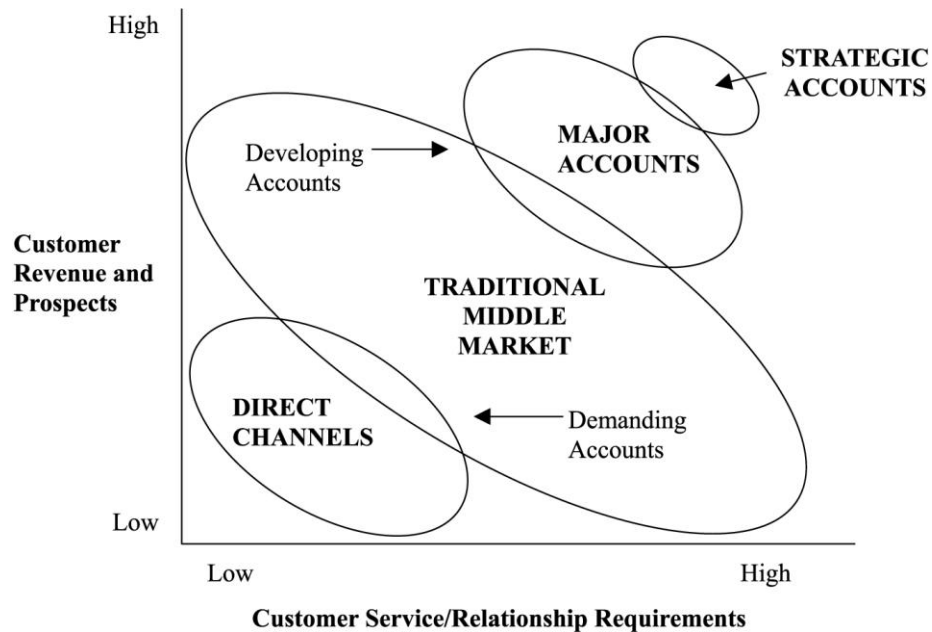 High
STRATEGIC
ACCOUNTS
MAJOR
ACCOUNTS
Developing
Accounts
Customer
Revenue and
Prospects
TRADITIONAL
MIDDLE
MARKET
DIRECT
CHANNELS
Demanding
Accounts
Low
Low
High
Customer Service/Relationship Requirements